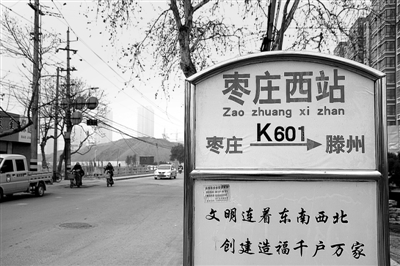 枣庄西站
Zao zhuang xi zhan
枣庄 K601 滕州
文明连着东南西北
创建造福千户万家